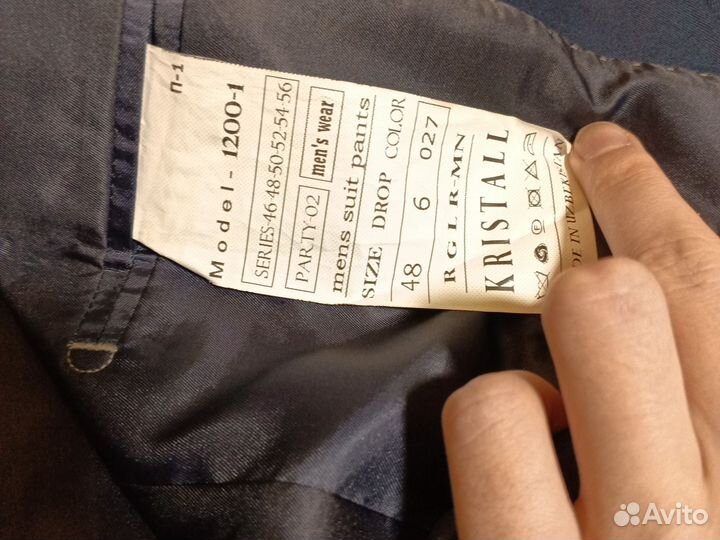 п-1
Model - 1200-1
SERIES-46-48-50-52-54-56
PARTY-02 men's wear
mens suit pants
SIZE DROP COLOR
48 6 027
RGLR-MN
KRISTALL
IN
Avito